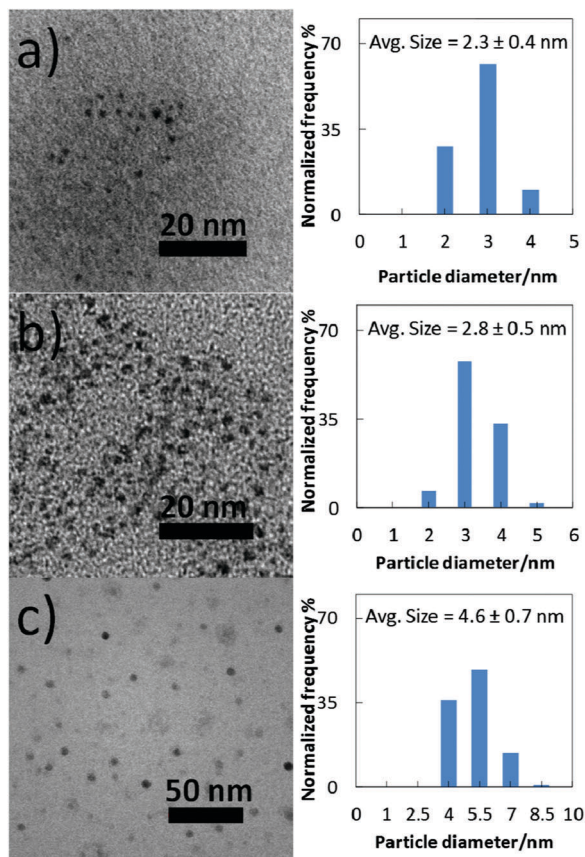 a)
20 nm
Normalized frequency %
70
35
0
Avg. Size = 2.3 ± 0.4 nm
0 1 2 3 4 5
Particle diameter/nm
b)
20 nm
Normalized frequency %
70
35
0
Avg. Size = 2.8 ± 0.5 nm
0 1 2 3 4 5 6
Particle diameter/nm
c)
50 nm
Normalized frequency %
70
35
0
Avg. Size = 4.6 ± 0.7 nm
0 1 2.5 4 5.5 7 8.5 10
Particle diameter/nm